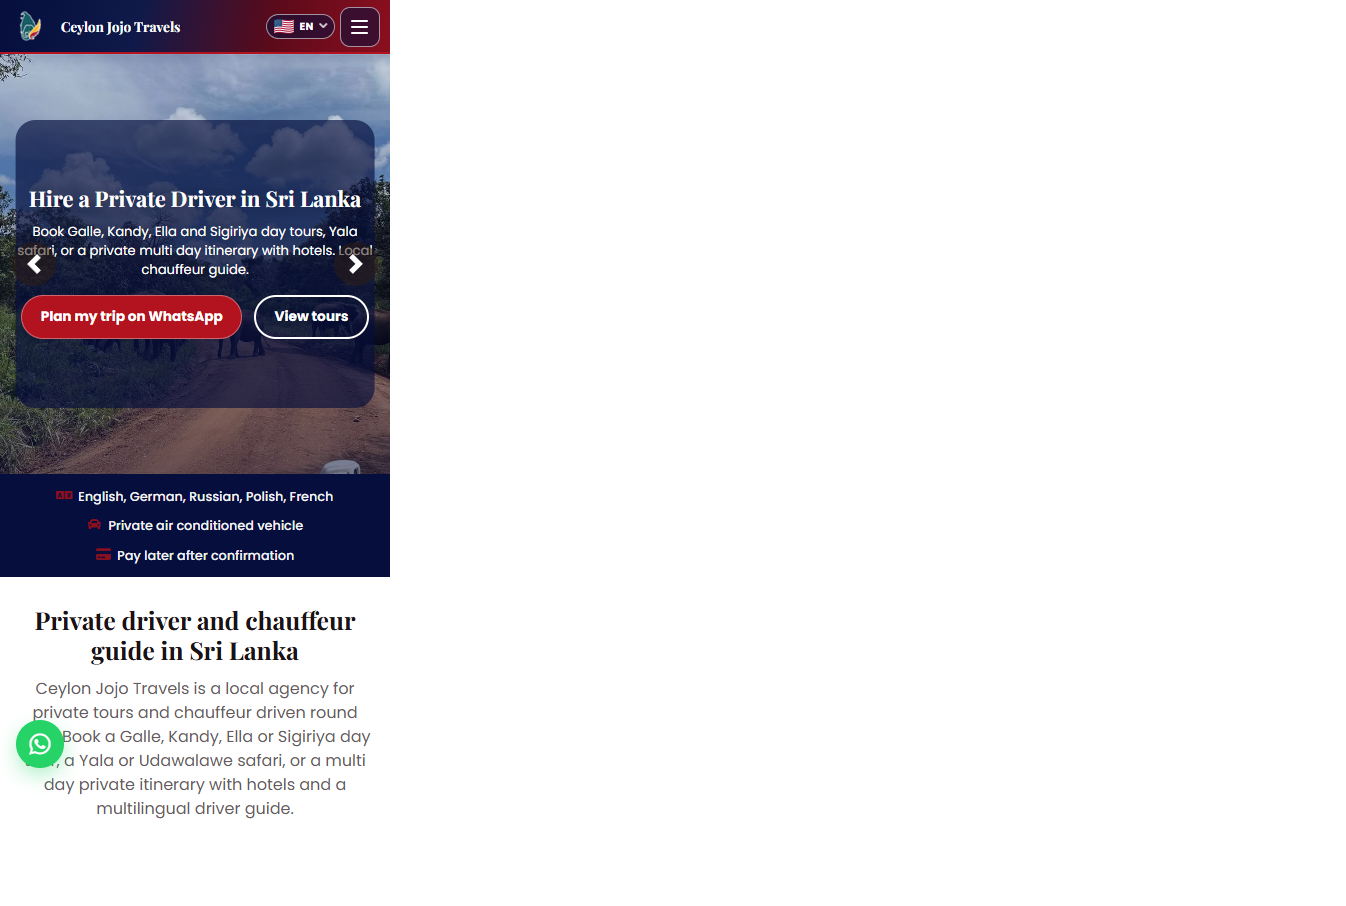 Ceylon Jojo Travels
EN
Hire a Private Driver in Sri Lanka
Book Galle, Kandy, Ella and Sigiriya day tours, Yala
safari, or a private multi day itinerary with hotels. Local
chauffeur guide.
Plan my trip on WhatsApp
View tours
English, German, Russian, Polish, French
Private air conditioned vehicle
Pay later after confirmation
Private driver and chauffeur
guide in Sri Lanka
Ceylon Jojo Travels is a local agency for
private tours and chauffeur driven round
Book a Galle, Kandy, Ella or Sigiriya day
a Yala or Udawalawe safari, or a multi
day private itinerary with hotels and a
multilingual driver guide.